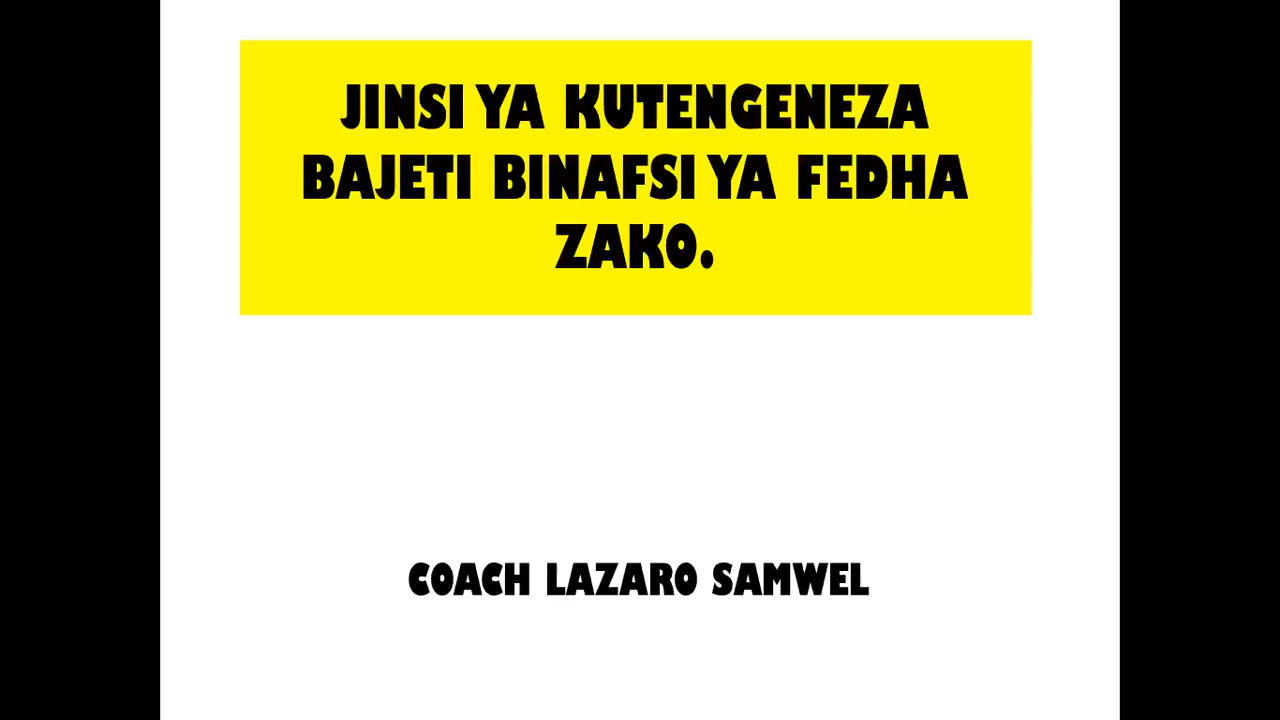 JINSI YA KUTENGENEZA
BAJETI BINAFSI YA FEDHA
ZAKO.
COACH LAZARO SAMWEL